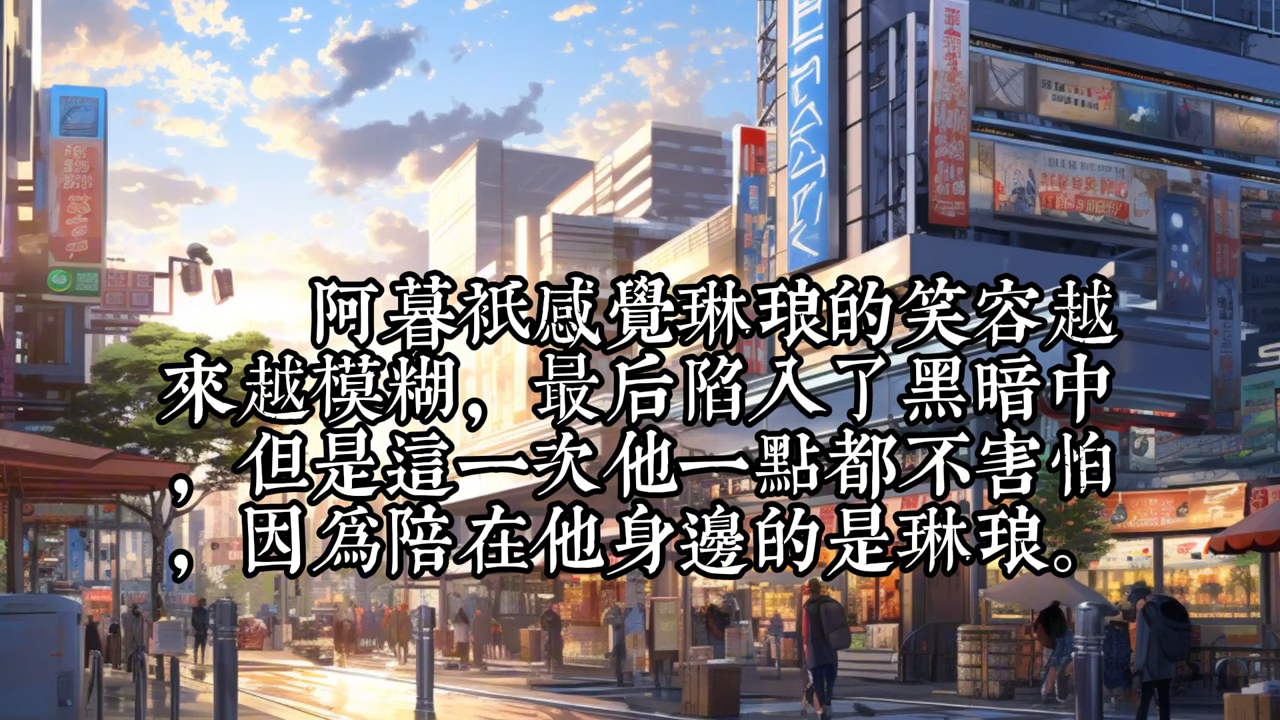 阿暮祇感覺琳琅的笑容越
來越模糊，最后陷入了黑暗中
，但是這一次他一點都不害怕
，因爲陪在他身邊的是琳琅。